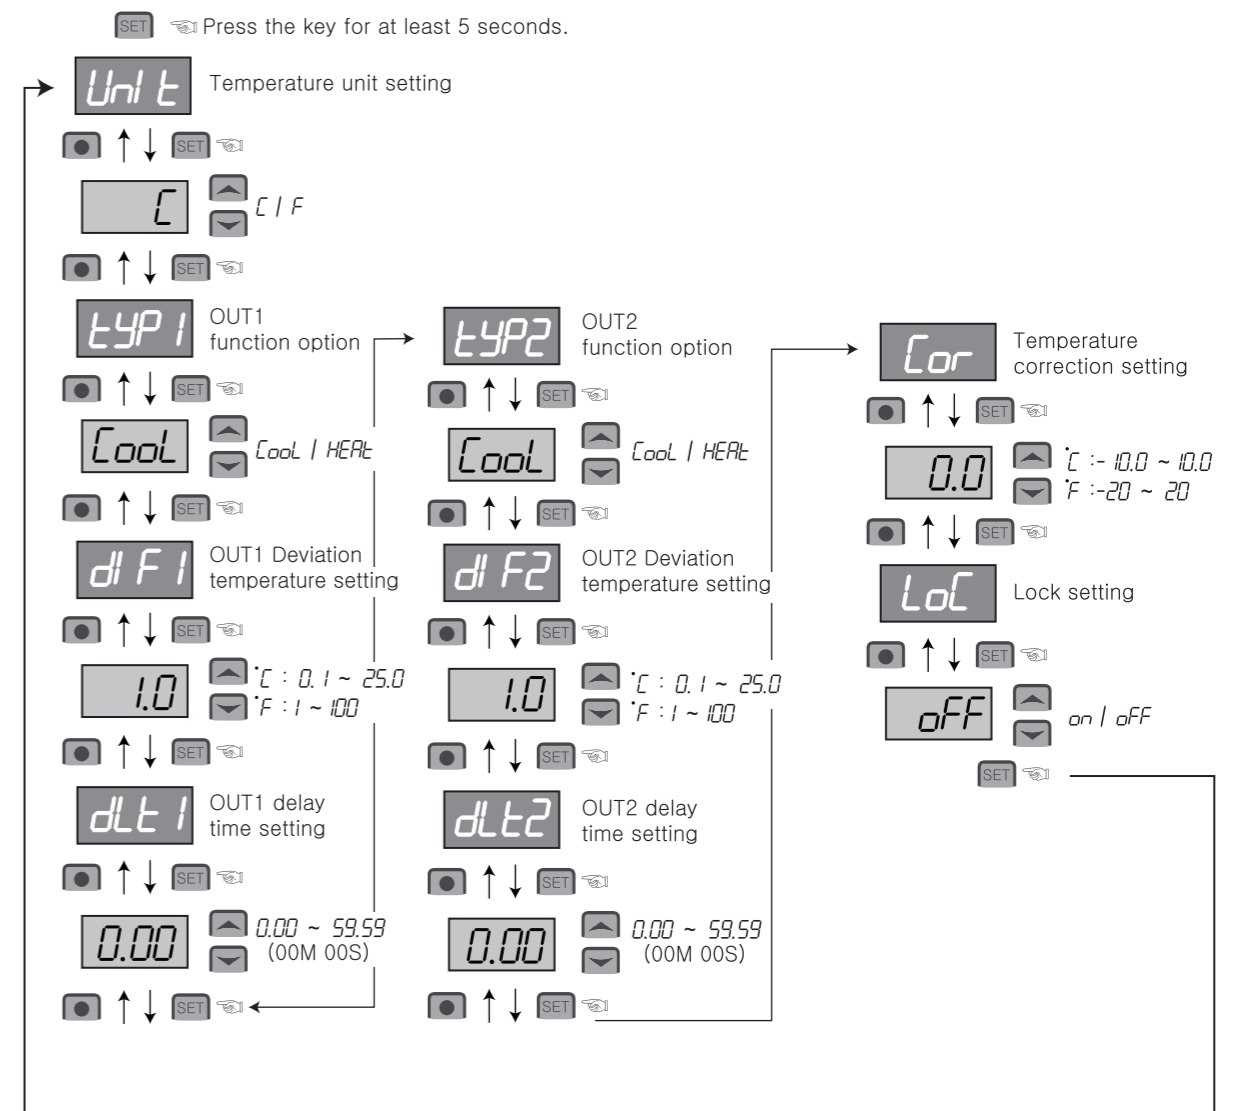 SET Press the key for at least 5 seconds.
UnIt Temperature unit setting
SET
C C / F
SET
tYP1 OUT1
function option
SET
CooL CooL / HEAt
SET
dIF1 OUT1 Deviation
temperature setting
SET
1.0 °C : 0.1 ~ 25.0
°F : 1 ~ 100
SET
dLt1 OUT1 delay
time setting
SET
0.00 0.00 ~ 59.59
(00M 00S)
SET
tYP2 OUT2
function option
SET
CooL CooL / HEAt
SET
dIF2 OUT2 Deviation
temperature setting
SET
1.0 °C : 0.1 ~ 25.0
°F : 1 ~ 100
SET
dLt2 OUT2 delay
time setting
SET
0.00 0.00 ~ 59.59
(00M 00S)
SET
Cor Temperature
correction setting
SET
0.0 °C :- 10.0 ~ 10.0
°F :-20 ~ 20
SET
LoC Lock setting
SET
oFF on / oFF
SET